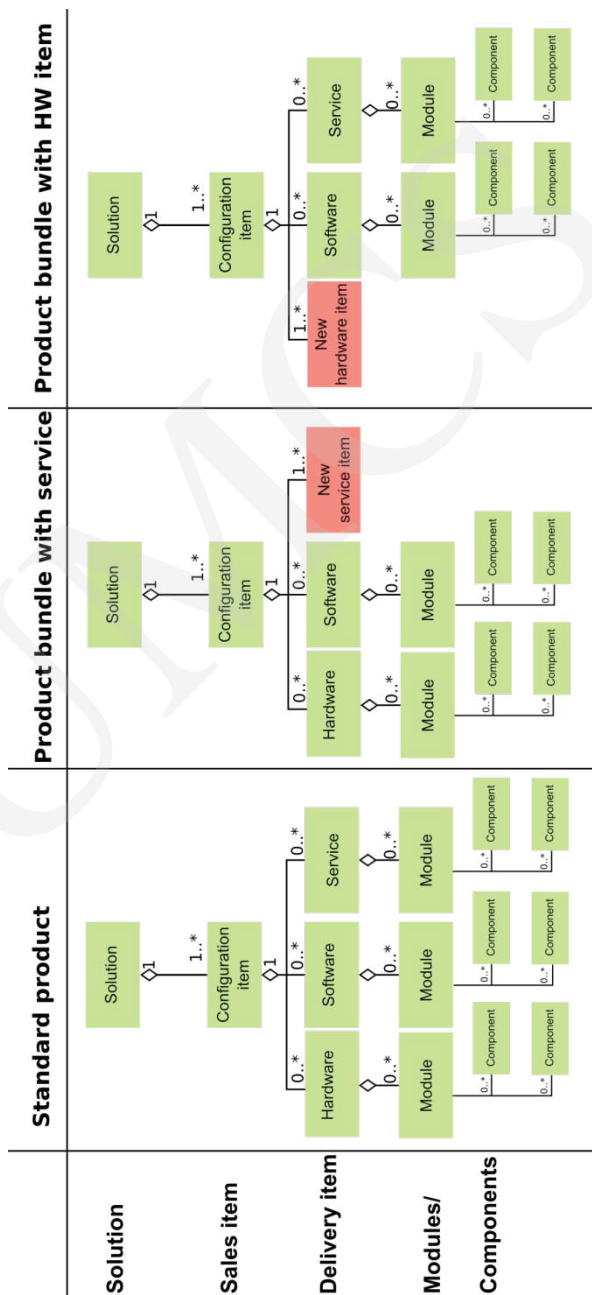 Standard product
Product bundle with service
Product bundle with HW item
Solution
Solution
Solution
Solution
1
1
1
1..*
1..*
1..*
Sales item
Configuration
item
Configuration
item
Configuration
item
1
1
1
0..*
0..*
0..*
0..*
0..*
1..*
1..*
0..*
0..*
Delivery item
Hardware
Software
Service
Hardware
Software
New
service item
New
hardware item
Software
Service
0..*
0..*
0..*
0..*
0..*
0..*
0..*
Modules/
Module
Module
Module
Module
Module
Module
Module
0..*
0..*
0..*
0..*
0..*
0..*
0..*
Components
Component
Component
Component
Component
Component
Component
Component
0..*
0..*
0..*
0..*
0..*
0..*
0..*
Component
Component
Component
Component
Component
Component
Component
UMCS